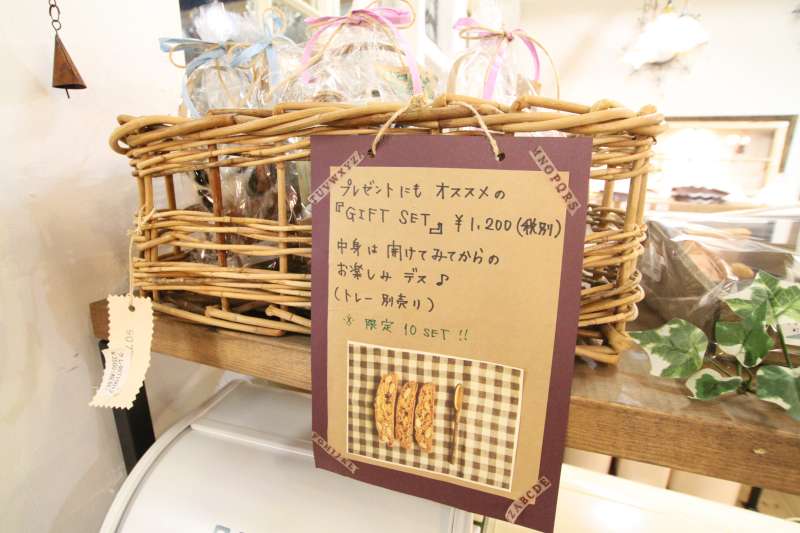 プレゼントにも オススメの
『GIFT SET』 ¥1,200(税別)
中身は 開けてみてからの
お楽しみ デス♪
(トレー 別売り)
※ 限定 10 SET !!
TUVWXYZ
NOPQRS
FGHIJKL
ZABCDE